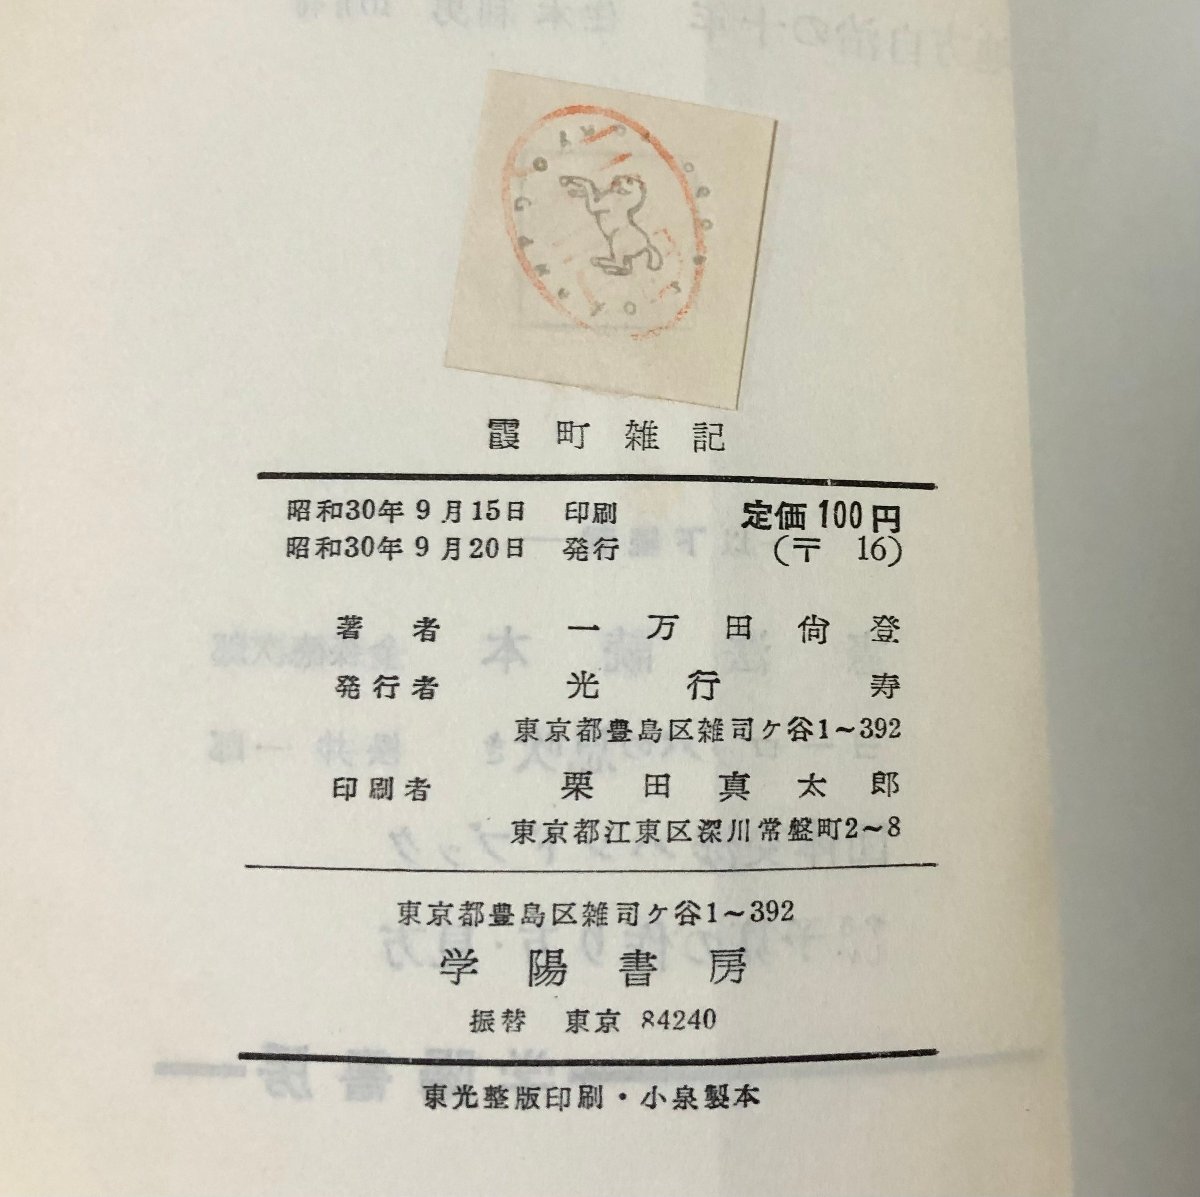 霞町雑記
昭和30年9月15日 印刷 定価100円
昭和30年9月20日 発行 (〒 16)
著者 一万田尙登
発行者 光行寿
東京都豊島区雑司ケ谷1~392
印刷者 栗田真太郎
東京都江東区深川常盤町2~8
東京都豊島区雑司ケ谷1~392
学陽書房
振替 東京 84240
東光整版印刷・小泉製本